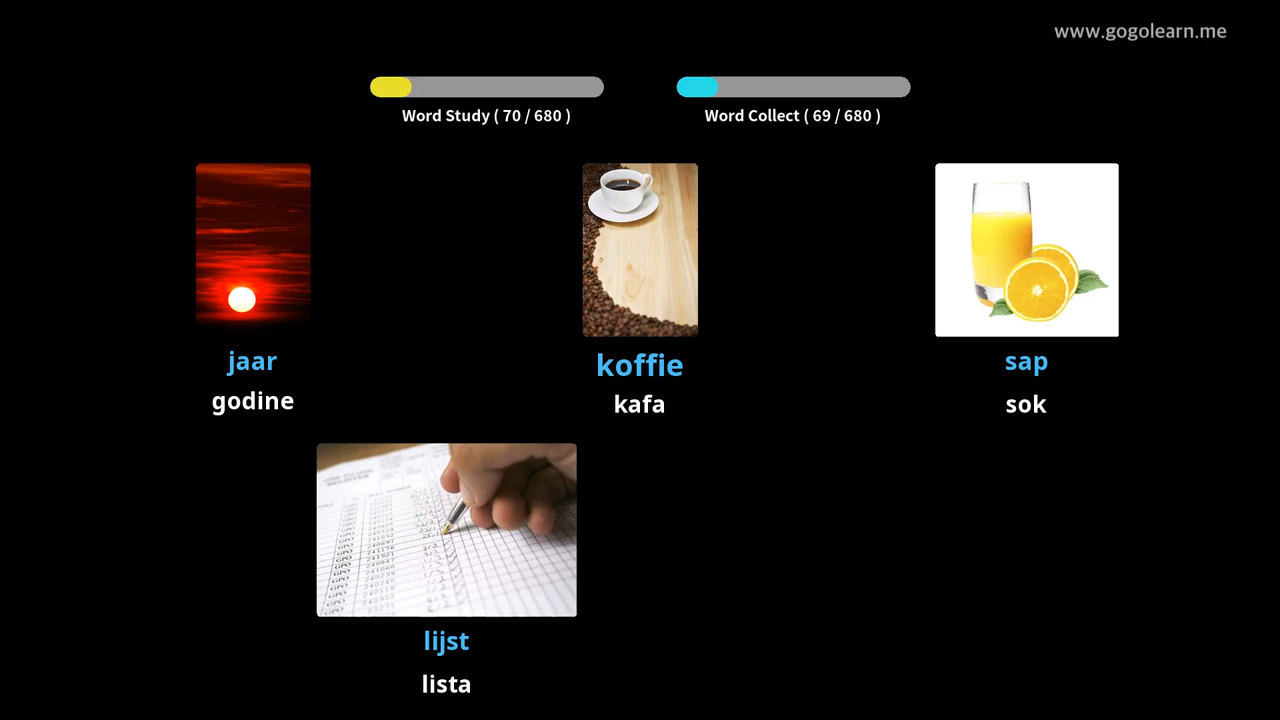 www.gogolearn.me
Word Study ( 70 / 680 )
Word Collect ( 69 / 680 )
jaar
godine
koffie
kafa
sap
sok
lijst
lista